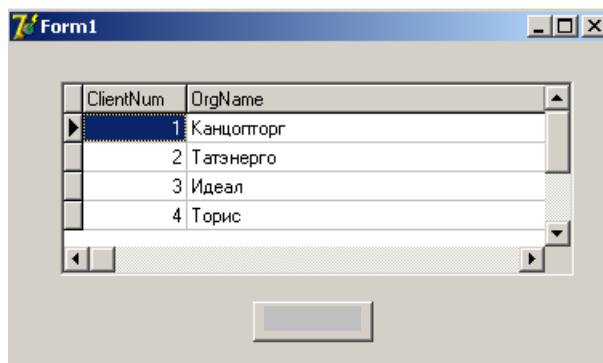 Form1
ClientNum OrgName
1 Канцопторг
2 Татэнерго
3 Идеал
4 Торис